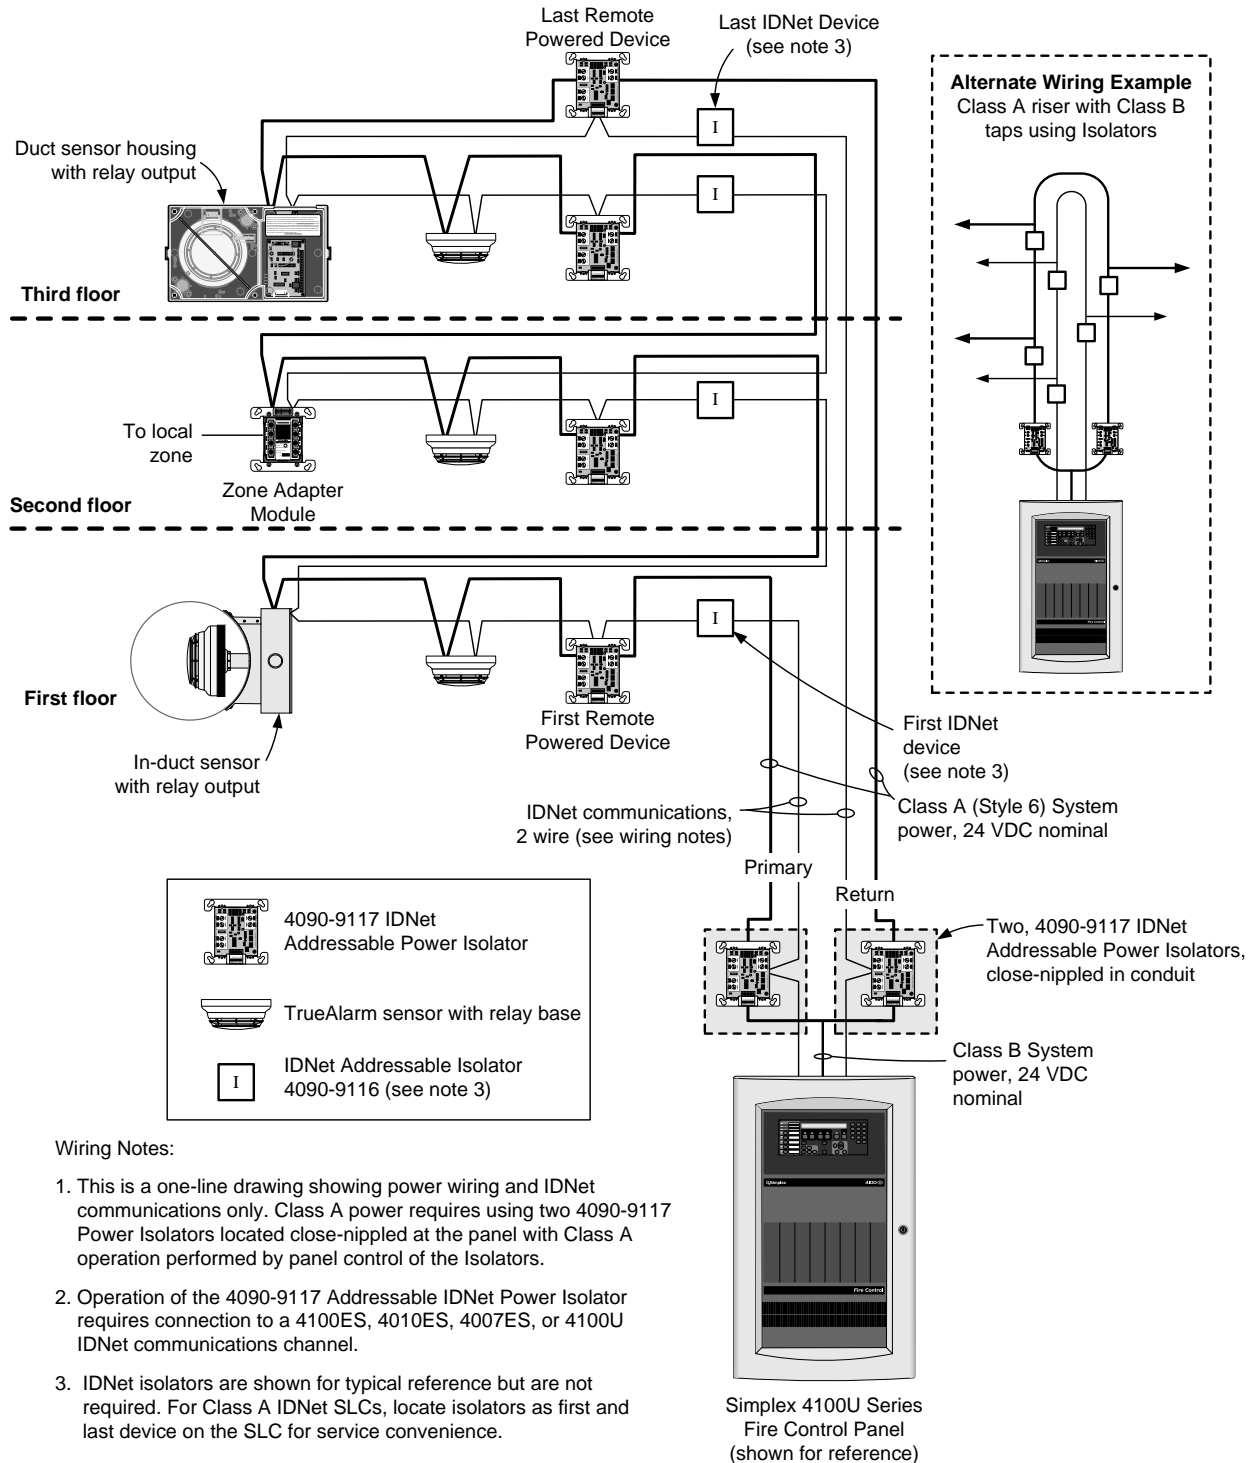 Last Remote
Powered Device
Last IDNet Device
(see note 3)
I
Duct sensor housing
with relay output
I
Third floor
Alternate Wiring Example
Class A riser with Class B
taps using Isolators
I
To local
zone
Zone Adapter
Module
Second floor
I
First floor
In-duct sensor
with relay output
First Remote
Powered Device
First IDNet
device
(see note 3)
IDNet communications,
2 wire (see wiring notes)
Class A (Style 6) System
power, 24 VDC nominal
Primary
Return
Two, 4090-9117 IDNet
Addressable Power Isolators,
close-nippled in conduit
Class B System
power, 24 VDC
nominal
4090-9117 IDNet
Addressable Power Isolator
TrueAlarm sensor with relay base
I
IDNet Addressable Isolator
4090-9116 (see note 3)
Wiring Notes:
1. This is a one-line drawing showing power wiring and IDNet
communications only. Class A power requires using two 4090-9117
Power Isolators located close-nippled at the panel with Class A
operation performed by panel control of the Isolators.
2. Operation of the 4090-9117 Addressable IDNet Power Isolator
requires connection to a 4100ES, 4010ES, 4007ES, or 4100U
IDNet communications channel.
3. IDNet isolators are shown for typical reference but are not
required. For Class A IDNet SLCs, locate isolators as first and
last device on the SLC for service convenience.
Simplex
Fire Control
Simplex 4100U Series
Fire Control Panel
(shown for reference)